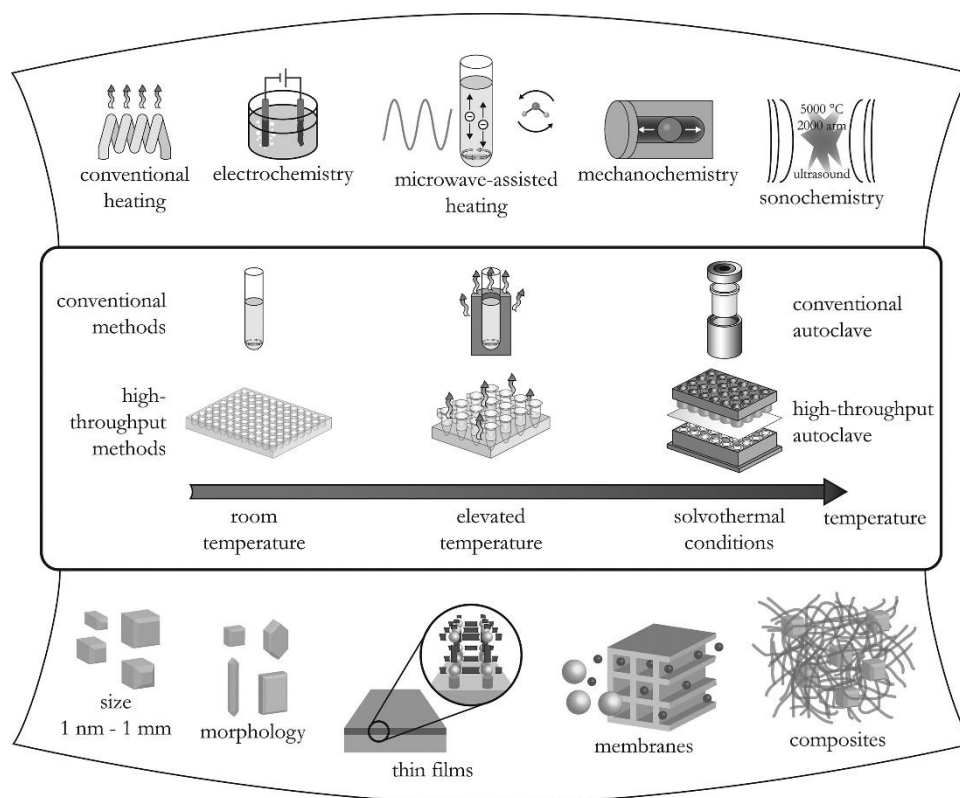 conventional
heating
electrochemistry
microwave-assisted
heating
mechanochemistry
5000 °C
2000 atm
ultrasound
sonochemistry
conventional
methods
conventional
autoclave
high-
throughput
methods
high-throughput
autoclave
room
temperature
elevated
temperature
solvothermal
conditions
temperature
size
1 nm - 1 mm
morphology
thin films
membranes
composites